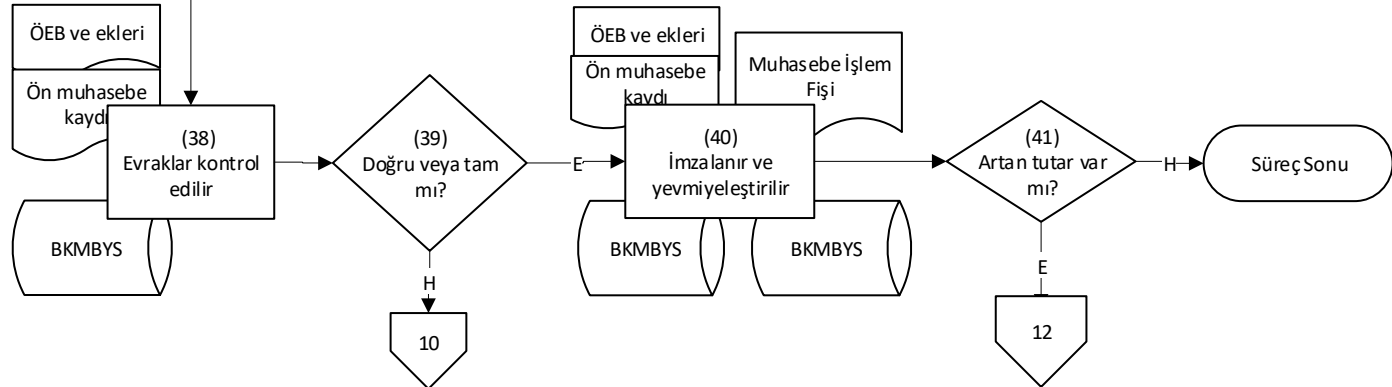 ÖEB ve ekleri
Ön muhasebe
kaydı
(38)
Evraklar kontrol
edilir
BKMBYS
(39)
Doğru veya tam
mı?
E
H
10
ÖEB ve ekleri
Ön muhasebe
kaydı
Muhasebe İşlem
Fişi
(40)
İmzalanır ve
yevmiyeleştirilir
BKMBYS
BKMBYS
(41)
Artan tutar var
mı?
H
Süreç Sonu
E
12